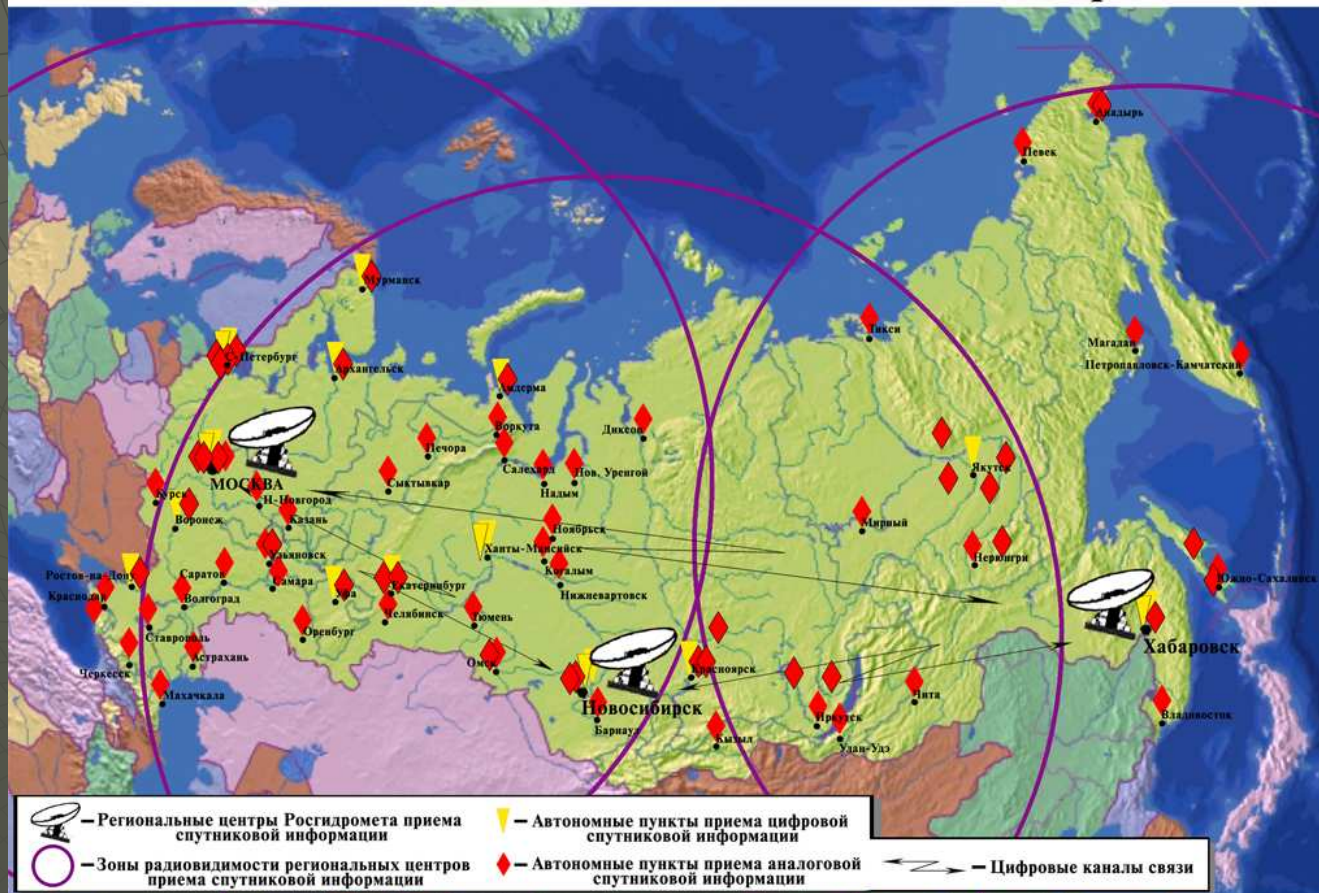 Анадырь
Певек
Мурманск
Тикси
С-Петербург
Магадан
Петропавловск-Камчатский
Архангельск
Амдерма
Воркута
Диксон
Печора
Якутск
Салехард
Нов. Уренгой
МОСКВА
Сыктывкар
Надым
Курск
Н-Новгород
Воронеж
Казань
Ноябрьск
Мирный
Ханты-Мансийск
Ульяновск
Когалым
Нерюнгри
Ростов-на-Дону
Саратов
Самара
Екатеринбург
Южно-Сахалинск
Краснодар
Волгоград
Уфа
Нижневартовск
Челябинск
Тюмень
Ставрополь
Оренбург
Хабаровск
Астрахань
Омск
Красноярск
Черкесск
Махачкала
Новосибирск
Чита
Барнаул
Иркутск
Владивосток
Кызыл
Улан-Удэ
– Региональные центры Росгидромета приема
спутниковой информации
– Зоны радиовидимости региональных центров
приема спутниковой информации
– Автономные пункты приема цифровой
спутниковой информации
– Автономные пункты приема аналоговой
спутниковой информации
– Цифровые каналы связи